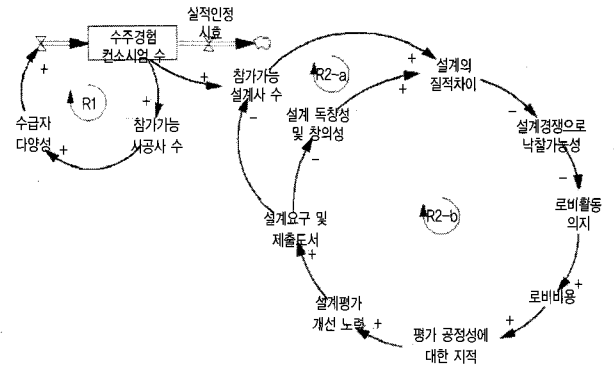 실적인정
시효
수주경험
컨소시엄 수
+
R1
+
+
수급자
다양성
+
참가가능
시공사 수
참가가능
설계사 수
R2-a
+
+
설계의
질적차이
설계 독창성
및 창의성
−
−
−
설계경쟁으로
낙찰가능성
−
로비활동
의지
R2-b
설계요구 및
제출도서
+
+
로비비용
설계평가
개선 노력
+
+
평가 공정성에
대한 지적